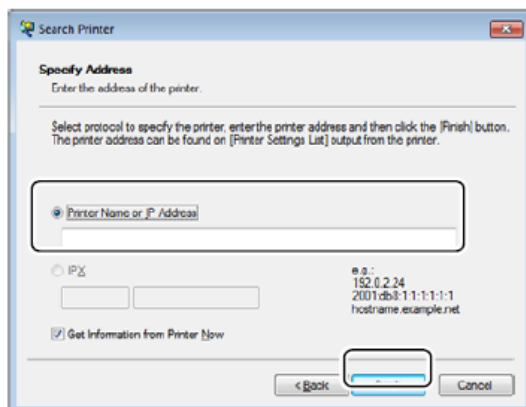 Search Printer
Specify Address
Enter the address of the printer.
Select protocol to specify the printer, enter the printer address and then click the [Finish] button.
The printer address can be found on [Printer Settings List] output from the printer.
Printer Name or IP Address
IPX
e.g.:
192.0.2.24
2001:db8:1:1:1:1:1
hostname.example.net
Get Information from Printer Now
< Back
Cancel